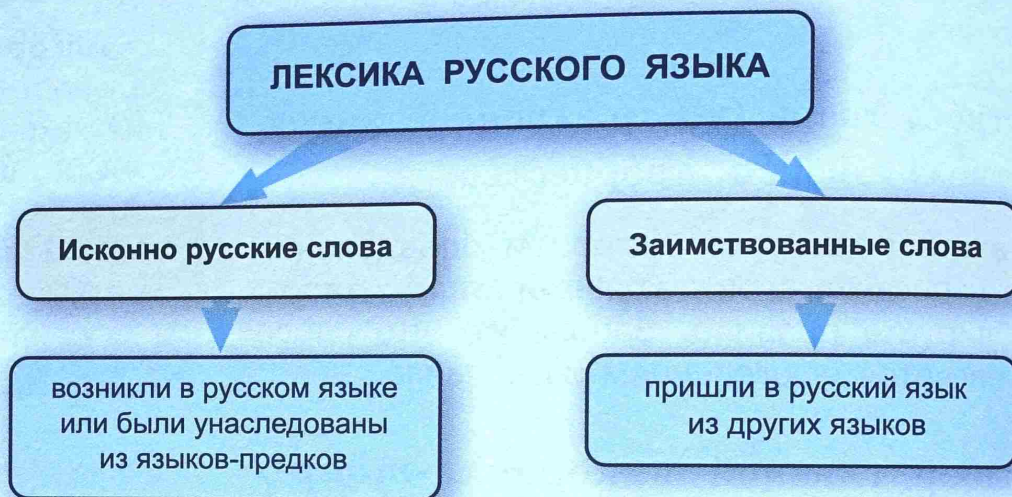 ЛЕКСИКА РУССКОГО ЯЗЫКА
Исконно русские слова
Заимствованные слова
возникли в русском языке
или были унаследованы
из языков-предков
пришли в русский язык
из других языков